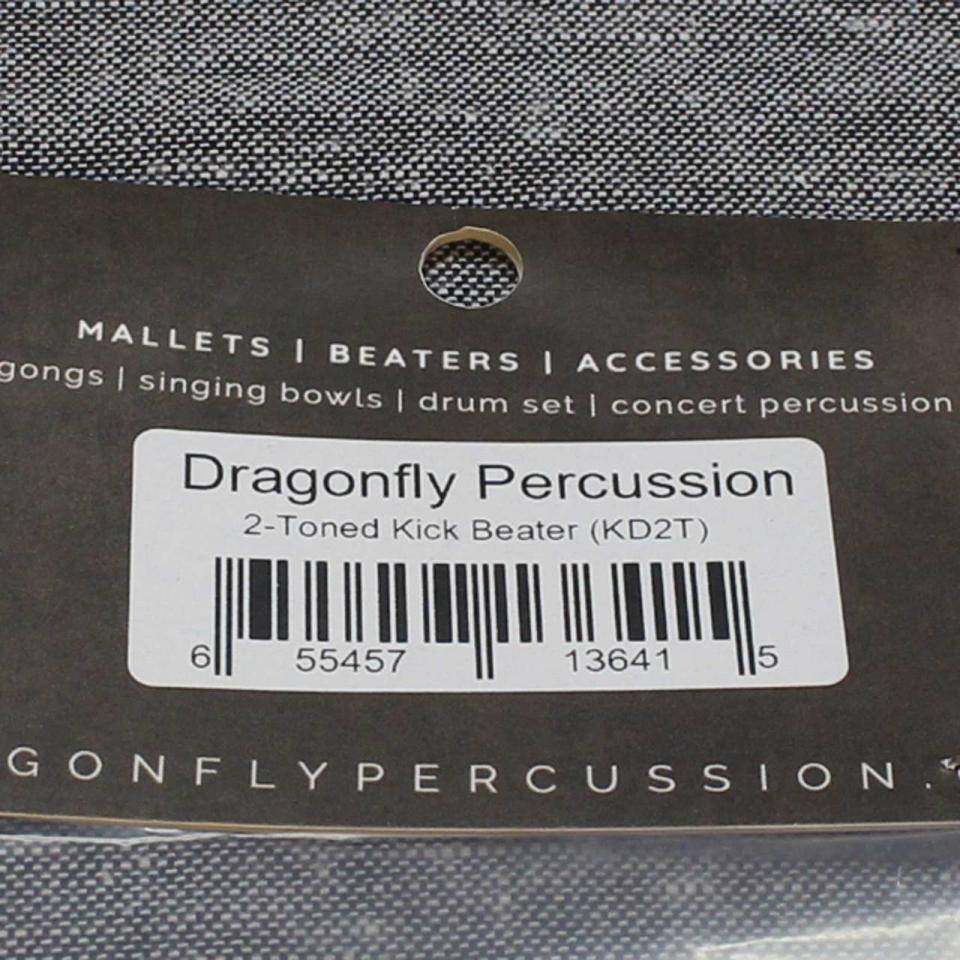 MALLETS | BEATERS | ACCESSORIES
gongs | singing bowls | drum set | concert percussion
Dragonfly Percussion
2-Toned Kick Beater (KD2T)
6 55457 13641 5
GONFLYPERCUSSION.